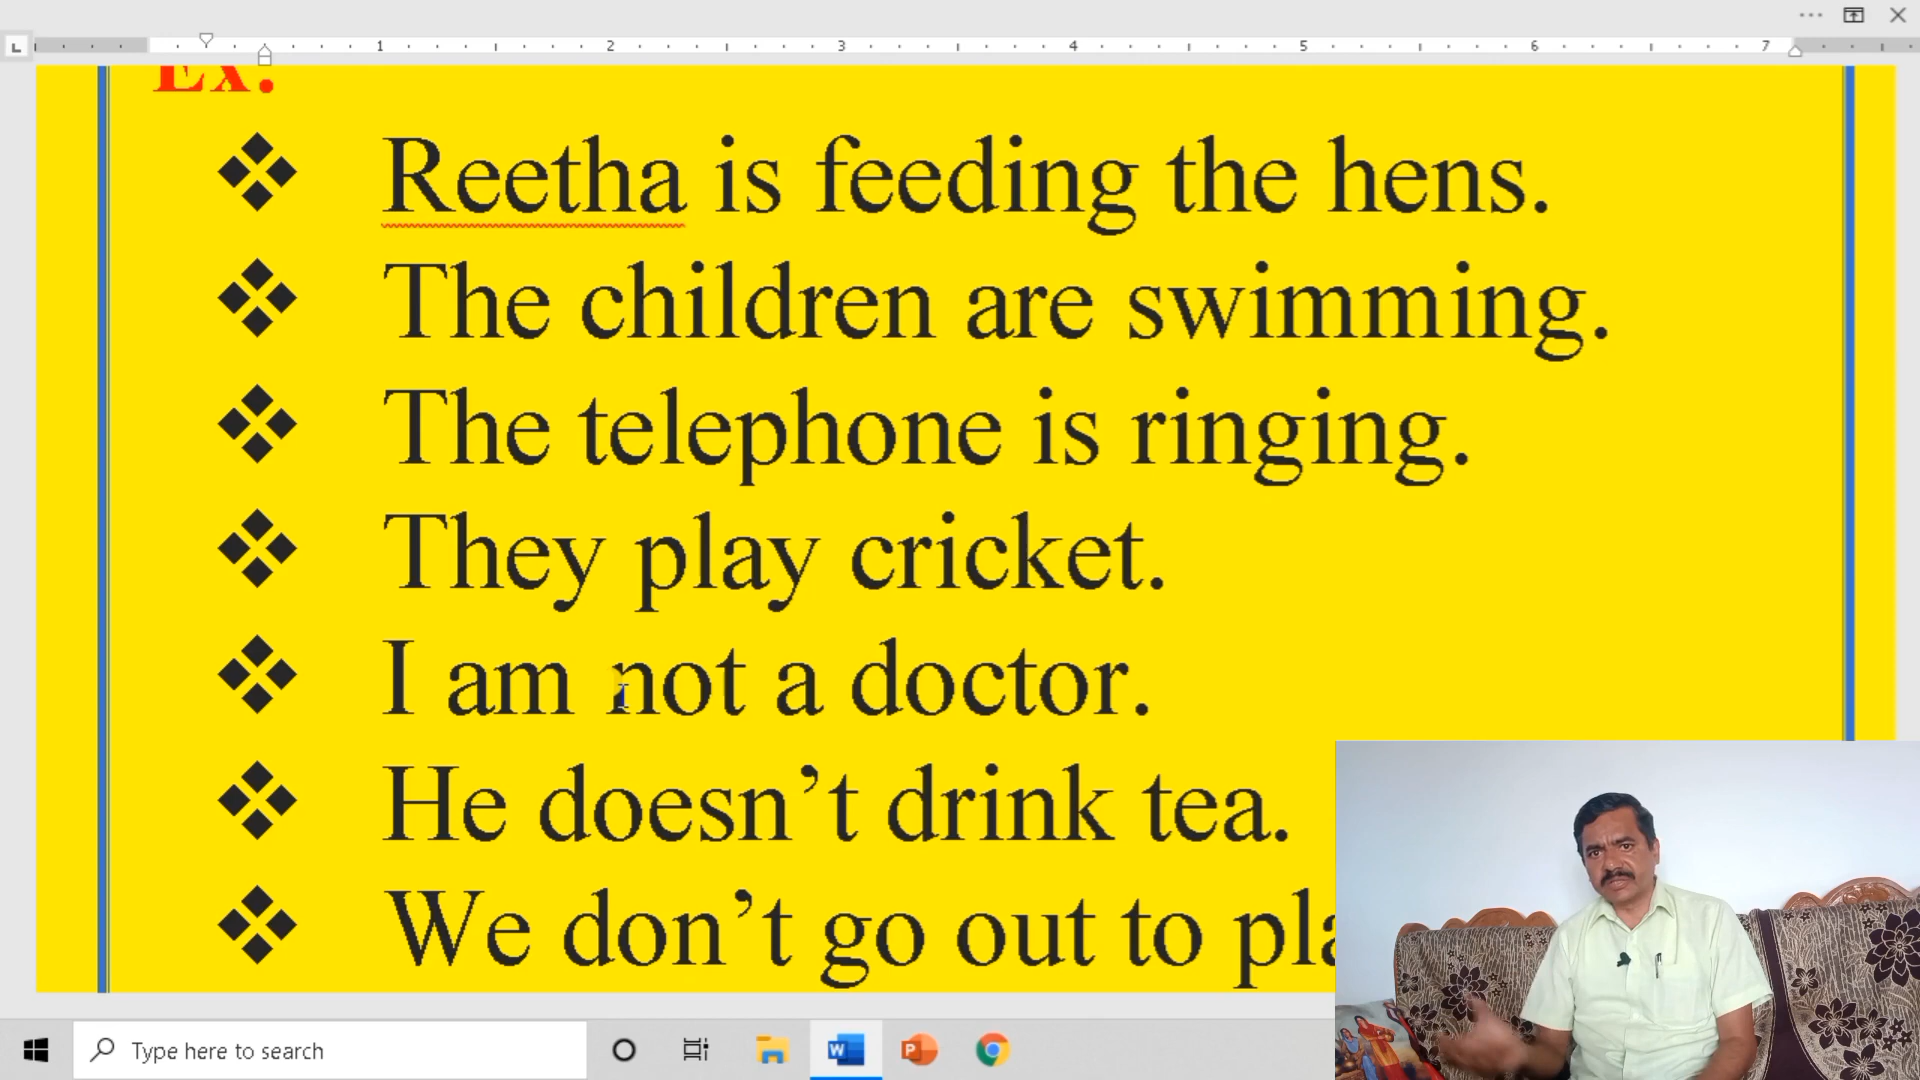 Ex:
1 2 3 4 5 6 7
Reetha is feeding the hens.
The children are swimming.
The telephone is ringing.
They play cricket.
I am not a doctor.
He doesn’t drink tea.
We don’t go out to
Type here to search